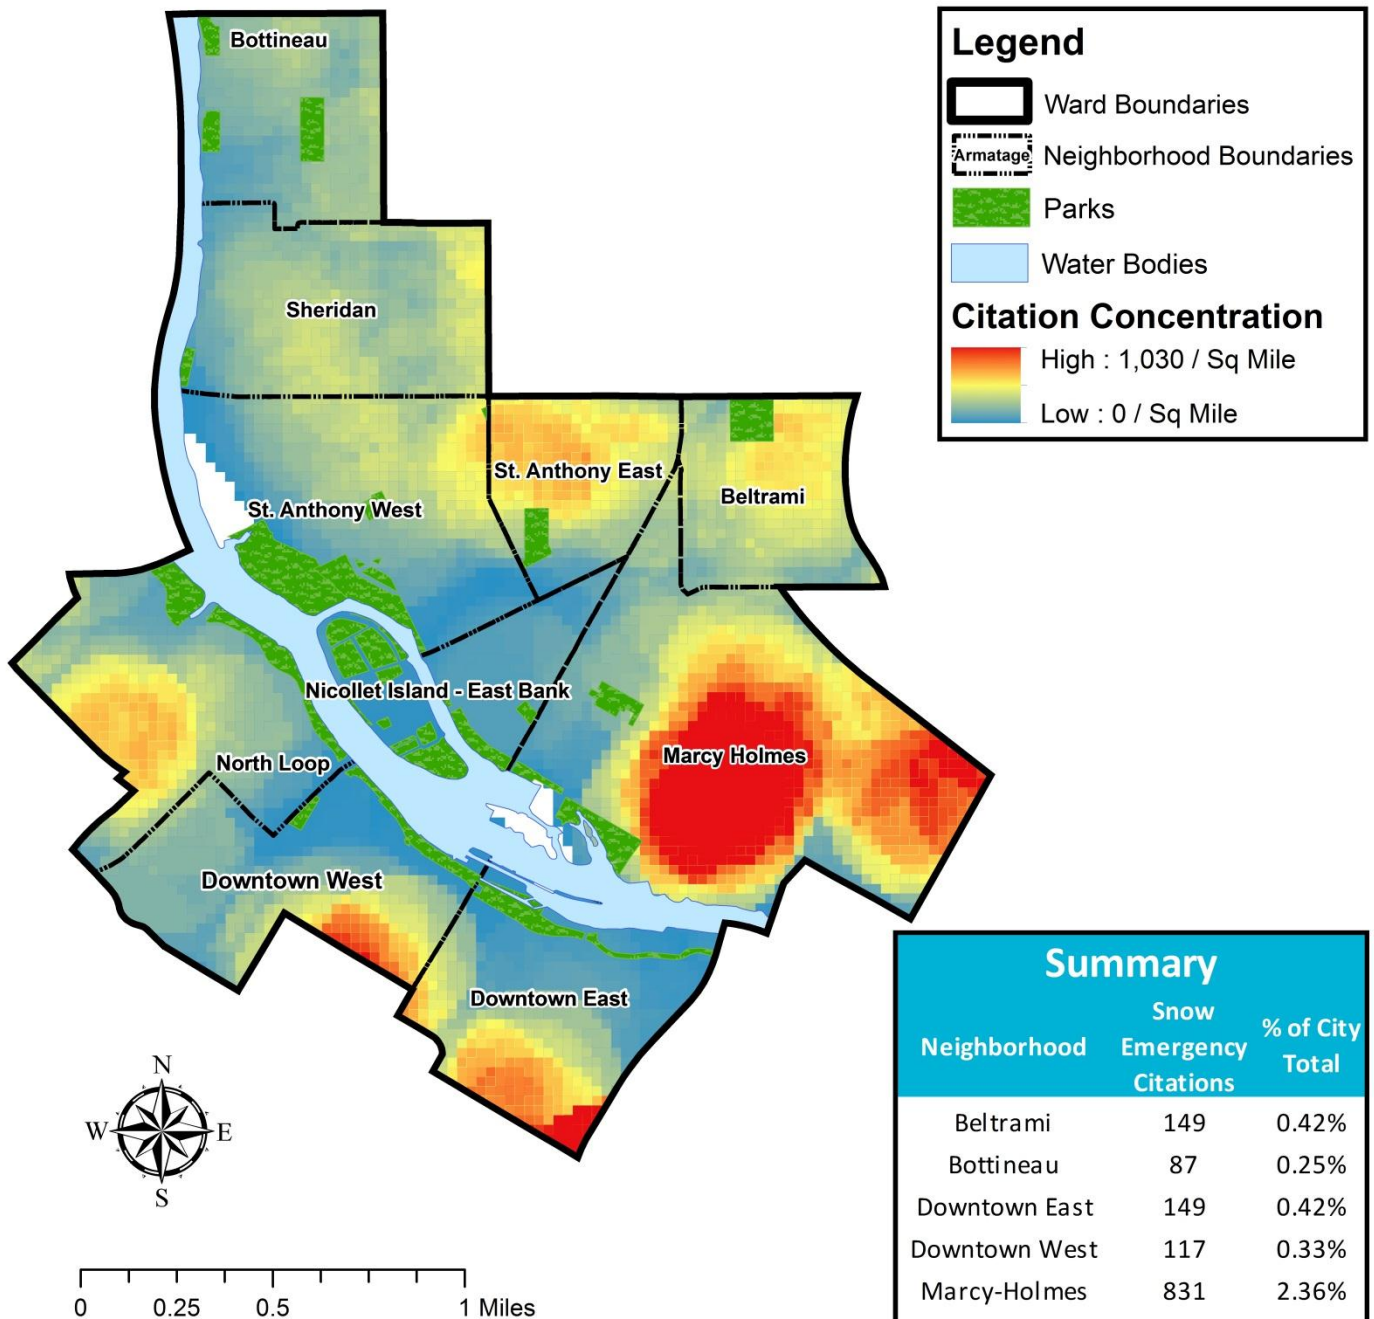 Bottineau
Sheridan
St. Anthony East
Beltrami
St. Anthony West
Nicollet Island - East Bank
North Loop
Marcy Holmes
Downtown West
Downtown East
Legend
Ward Boundaries
Armatage
Neighborhood Boundaries
Parks
Water Bodies
Citation Concentration
High : 1,030 / Sq Mile
Low : 0 / Sq Mile
N
W E
S
0 0.25 0.5 1 Miles
Summary
Neighborhood Snow Emergency Citations % of City Total
Beltrami 149 0.42%
Bottineau 87 0.25%
Downtown East 149 0.42%
Downtown West 117 0.33%
Marcy-Holmes 831 2.36%